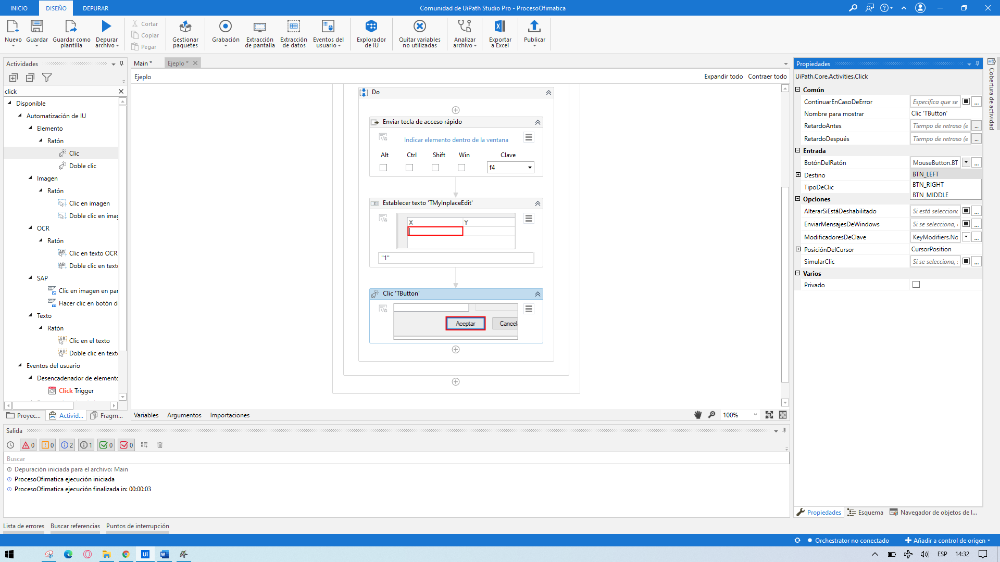 INICIO DISEÑO DEPURAR Comunidad de UiPath Studio Pro - ProcesoOfimatica
Nuevo Guardar Guardar como plantilla Depurar archivo
Cortar
Copiar
Pegar
Gestionar paquetes
Grabación
Extracción de pantalla
Extracción de datos
Eventos del usuario
Explorador de IU
Quitar variables no utilizadas
Analizar archivo
Exportar a Excel
Publicar
Actividades
click
Disponible
Automatización de IU
Elemento
Ratón
Clic
Doble clic
Imagen
Ratón
Clic en imagen
Doble clic en imag
OCR
Ratón
Clic en texto OCR
Doble clic en texto
SAP
Clic en imagen en par
Hacer clic en botón de
Texto
Ratón
Clic en el texto
Doble clic en texto
Eventos del usuario
Desencadenador de elemento
Click Trigger
Proyec... Activid... Fragm...
Main * Ejeplo *
Ejeplo Expandir todo Contraer todo
Do
Enviar tecla de acceso rápido
Indicar elemento dentro de la ventana
Alt Ctrl Shift Win Clave
f4
Establecer texto 'TMyInplaceEdit'
X Y
"1"
Clic 'TButton'
Aceptar Cancel
Variables Argumentos Importaciones 100%
Propiedades
UiPath.Core.Activities.Click
Común
ContinuarEnCasoDeError Especifica que se ...
Nombre para mostrar Clic 'TButton'
RetardoAntes Tiempo de retraso (e ...
RetardoDespués Tiempo de retraso (e ...
Entrada
BotónDelRatón MouseButton.BT ...
Destino BTN_LEFT
TipoDeClic BTN_RIGHT
BTN_MIDDLE
Opciones
AlterarSiEstáDeshabilitado Si está selecciona ...
EnviarMensajesDeWindows Si se selecciona, ...
ModificadoresDeClave KeyModifiers.No ...
PosiciónDelCursor CursorPosition
SimularClic Si se selecciona, ...
Varios
Privado
Propiedades Esquema Navegador de objetos de l...
Cobertura de actividad
Salida
0 0 2 1 0 0
Buscar
Depuración iniciada para el archivo: Main
ProcesoOfimatica ejecución iniciada
ProcesoOfimatica ejecución finalizada in: 00:00:03
Lista de errores Buscar referencias Puntos de interrupción
Orchestrator no conectado Añadir a control de origen
Ui W ESP 14:32